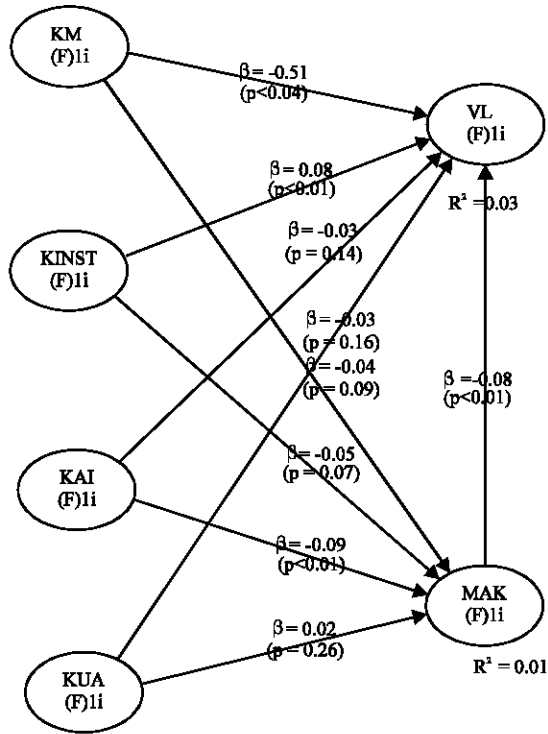 KM
(F)1i
β = -0.51
(p<0.04)
VL
(F)1i
β = 0.08
(p<0.01)
R² = 0.03
β = -0.03
(p = 0.14)
KINST
(F)1i
β = -0.03
(p = 0.16)
β = -0.04
(p = 0.09)
β = -0.08
(p<0.01)
β = -0.05
(p = 0.07)
KAI
(F)1i
β = -0.09
(p<0.01)
MAK
(F)1i
β = 0.02
(p = 0.26)
R² = 0.01
KUA
(F)1i